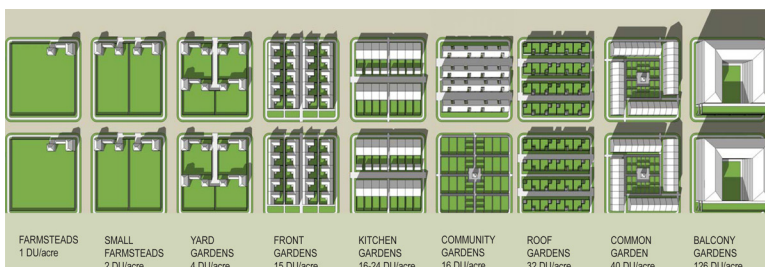 FARMSTEADS
1 DU/acre
SMALL
FARMSTEADS
2 DU/acre
YARD
GARDENS
4 DU/acre
FRONT
GARDENS
15 DU/acre
KITCHEN
GARDENS
16-24 DU/acre
COMMUNITY
GARDENS
16 DU/acre
ROOF
GARDENS
32 DU/acre
COMMON
GARDEN
40 DU/acre
BALCONY
GARDENS
126 DU/acre